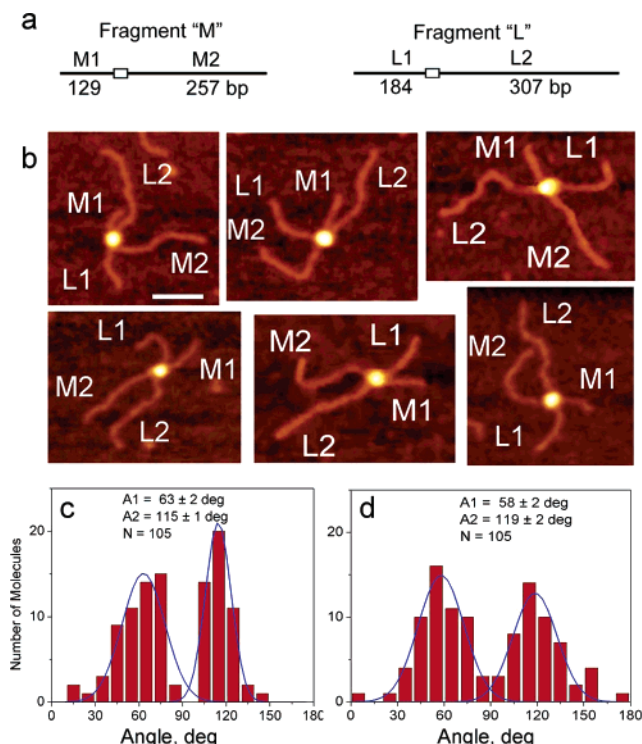 a
Fragment “M”
M1 M2
129 257 bp
Fragment “L”
L1 L2
184 307 bp
b
L2
M1
M2
L1
L1
M1
L2
M2
M1
L1
L2
M2
L1
M2
M1
L2
M2
L1
M1
L2
L2
M2
M1
L1
c
A1 = 63 ± 2 deg
A2 = 115 ± 1 deg
N = 105
Number of Molecules
20
10
0
0 30 60 90 120 150 180
Angle, deg
d
A1 = 58 ± 2 deg
A2 = 119 ± 2 deg
N = 105
20
10
0
0 30 60 90 120 150 180
Angle, deg